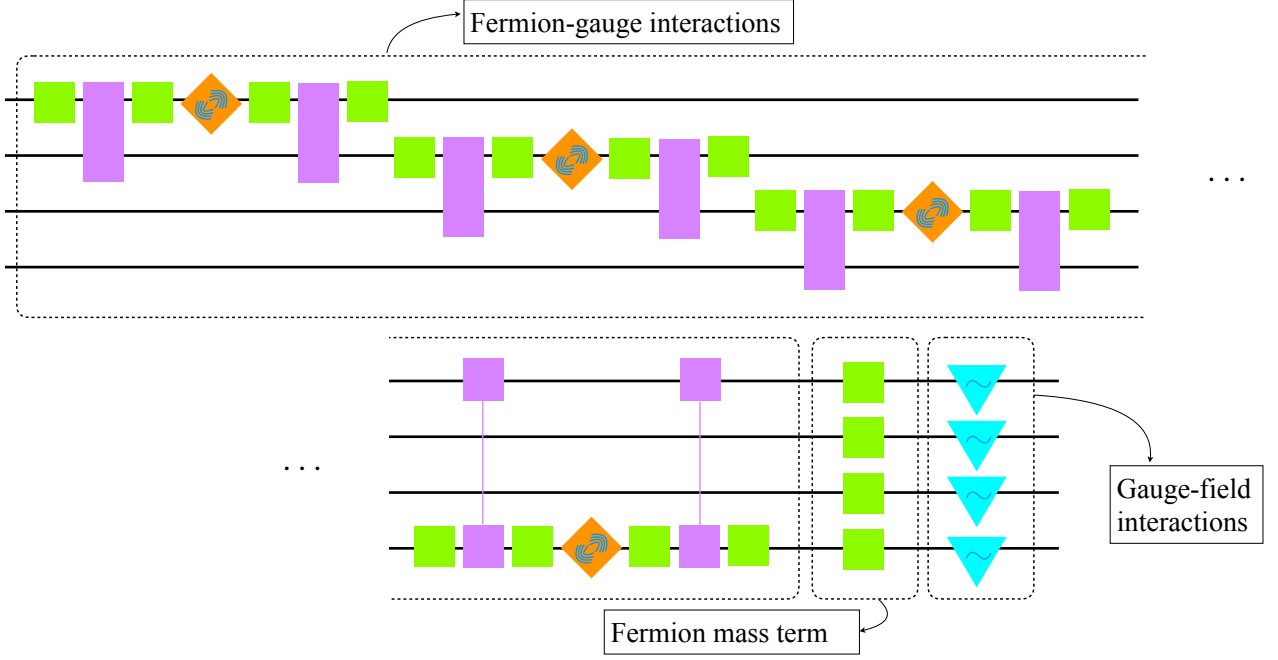 Fermion-gauge interactions
. . .
. . .
Gauge-field
interactions
Fermion mass term